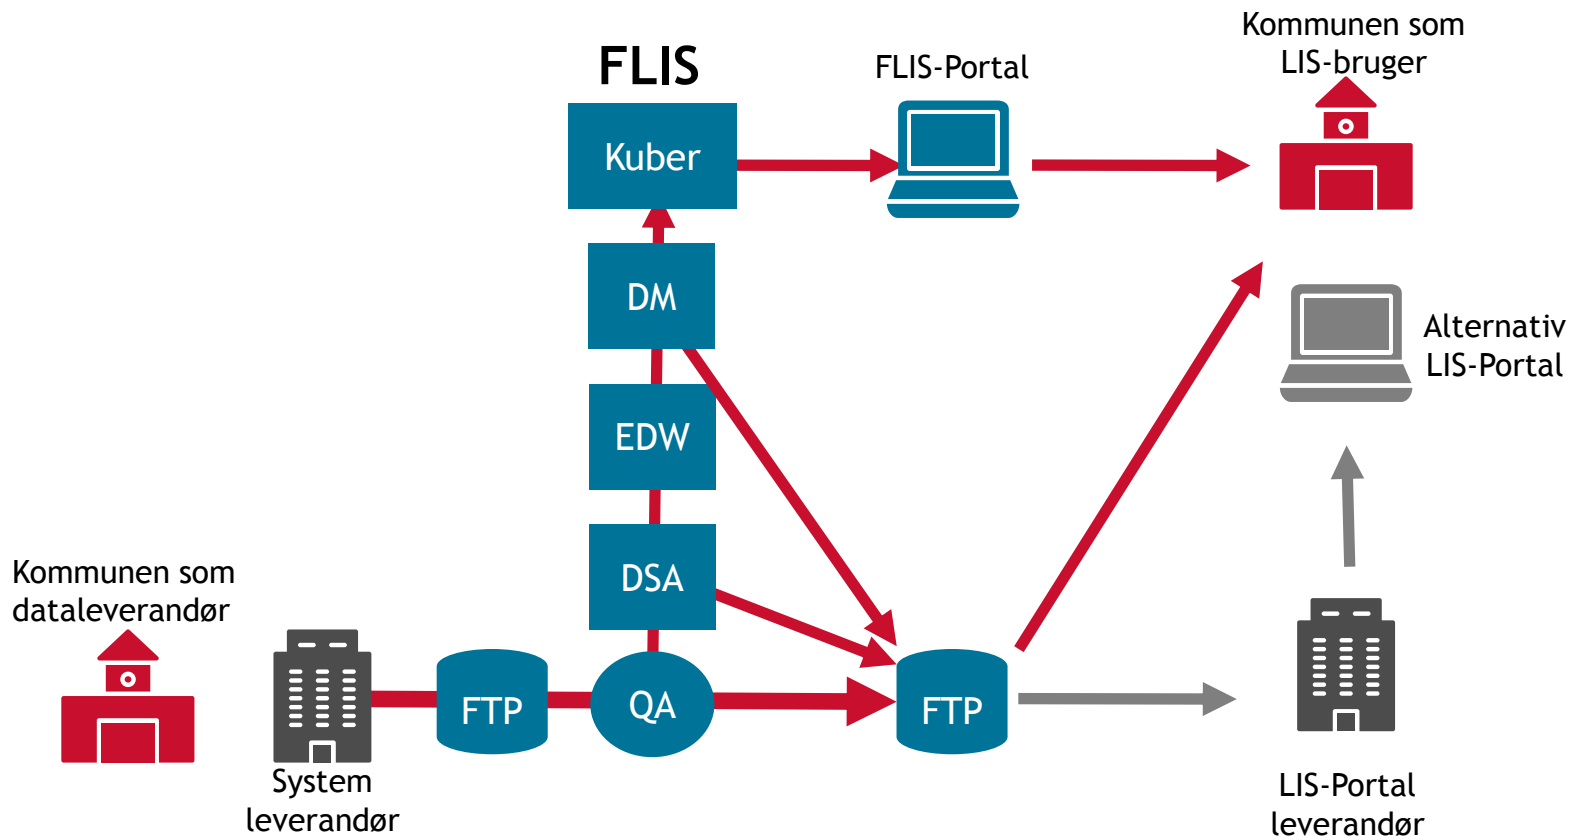 Kommunen som
LIS-bruger
FLIS
FLIS-Portal
Kuber
DM
Alternativ
LIS-Portal
EDW
DSA
Kommunen som
dataleverandør
FTP
QA
FTP
System
leverandør
LIS-Portal
leverandør